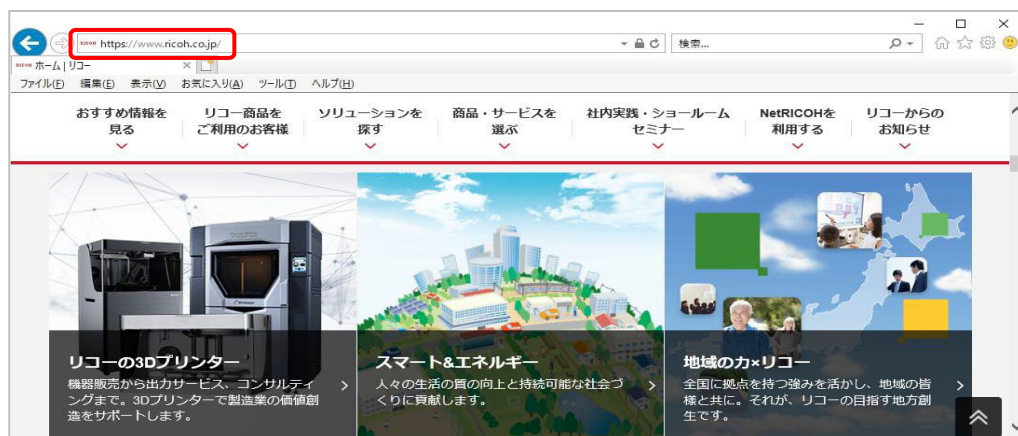 RICOH https://www.ricoh.co.jp/
検索...
RICOH ホーム | リコー
ファイル(F) 編集(E) 表示(V) お気に入り(A) ツール(T) ヘルプ(H)
おすすめ情報を
見る
リコー商品を
ご利用のお客様
ソリューションを
探す
商品・サービスを
選ぶ
社内実践・ショールーム
セミナー
NetRICOHを
利用する
リコーからの
お知らせ
リコーの3Dプリンター
機器販売から出力サービス、コンサルティ
ングまで。3Dプリンターで製造業の価値創
造をサポートします。
スマート&エネルギー
人々の生活の質の向上と持続可能な社会づ
くりに貢献します。
地域の力×リコー
全国に拠点を持つ強みを活かし、地域の皆
様と共に。それが、リコーの目指す地方創
生です。